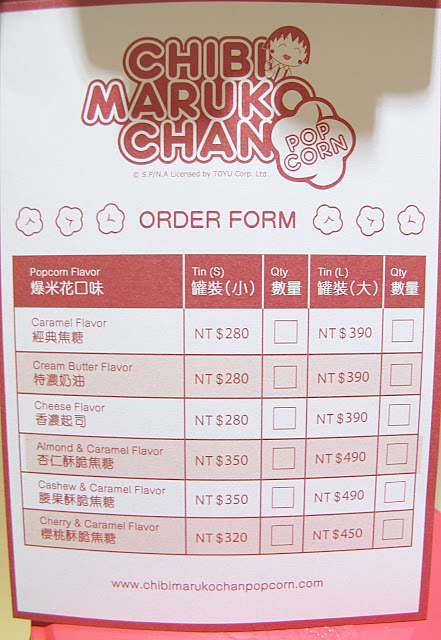 CHIBI
MARUKO
CHAN
POP
CORN
© S.P/N.A Licensed by TOYU Corp. Ltd.
ORDER FORM
Popcorn Flavor Tin (S) Qty Tin (L) Qty
爆米花口味 罐裝(小) 數量 罐裝(大) 數量
Caramel Flavor
經典焦糖 NT$280 NT$390
Cream Butter Flavor
特濃奶油 NT$280 NT$390
Cheese Flavor
香濃起司 NT$280 NT$390
Almond & Caramel Flavor
杏仁酥脆焦糖 NT$350 NT$490
Cashew & Caramel Flavor
腰果酥脆焦糖 NT$350 NT$490
Cherry & Caramel Flavor
櫻桃酥脆焦糖 NT$320 NT$450
www.chibimarukochanpopcorn.com